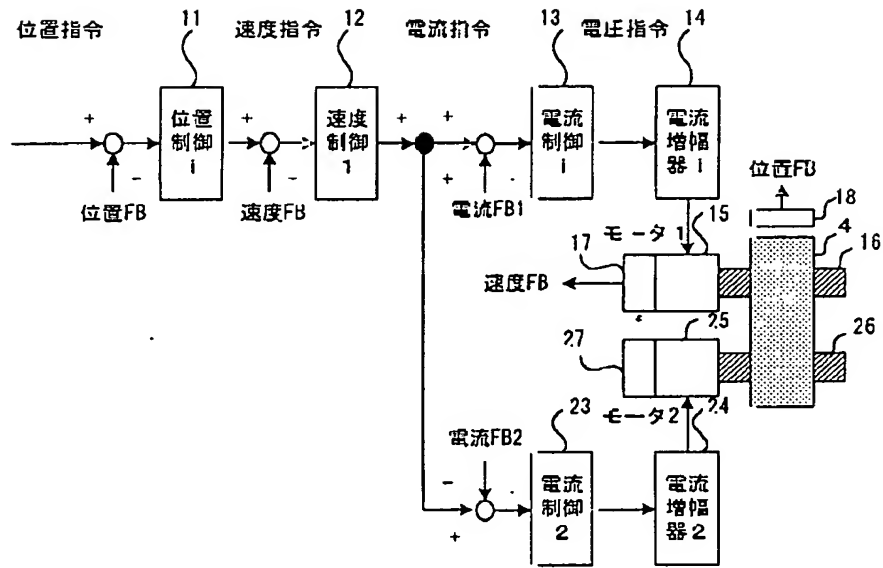 位置指令
11
速度指令
12
電流指令
13
電圧指令
14
位置
制御
1
速度
制御
1
電流
制御
1
電流
増幅
器1
+
-
+
-
+
+
+
-
位置FB
速度FB
電流FB1
位置FB
18
4
16
モータ1
15
17
速度FB
25
26
27
モータ2
24
23
電流FB2
-
+
-
電流
制御
2
電流
増幅
器2